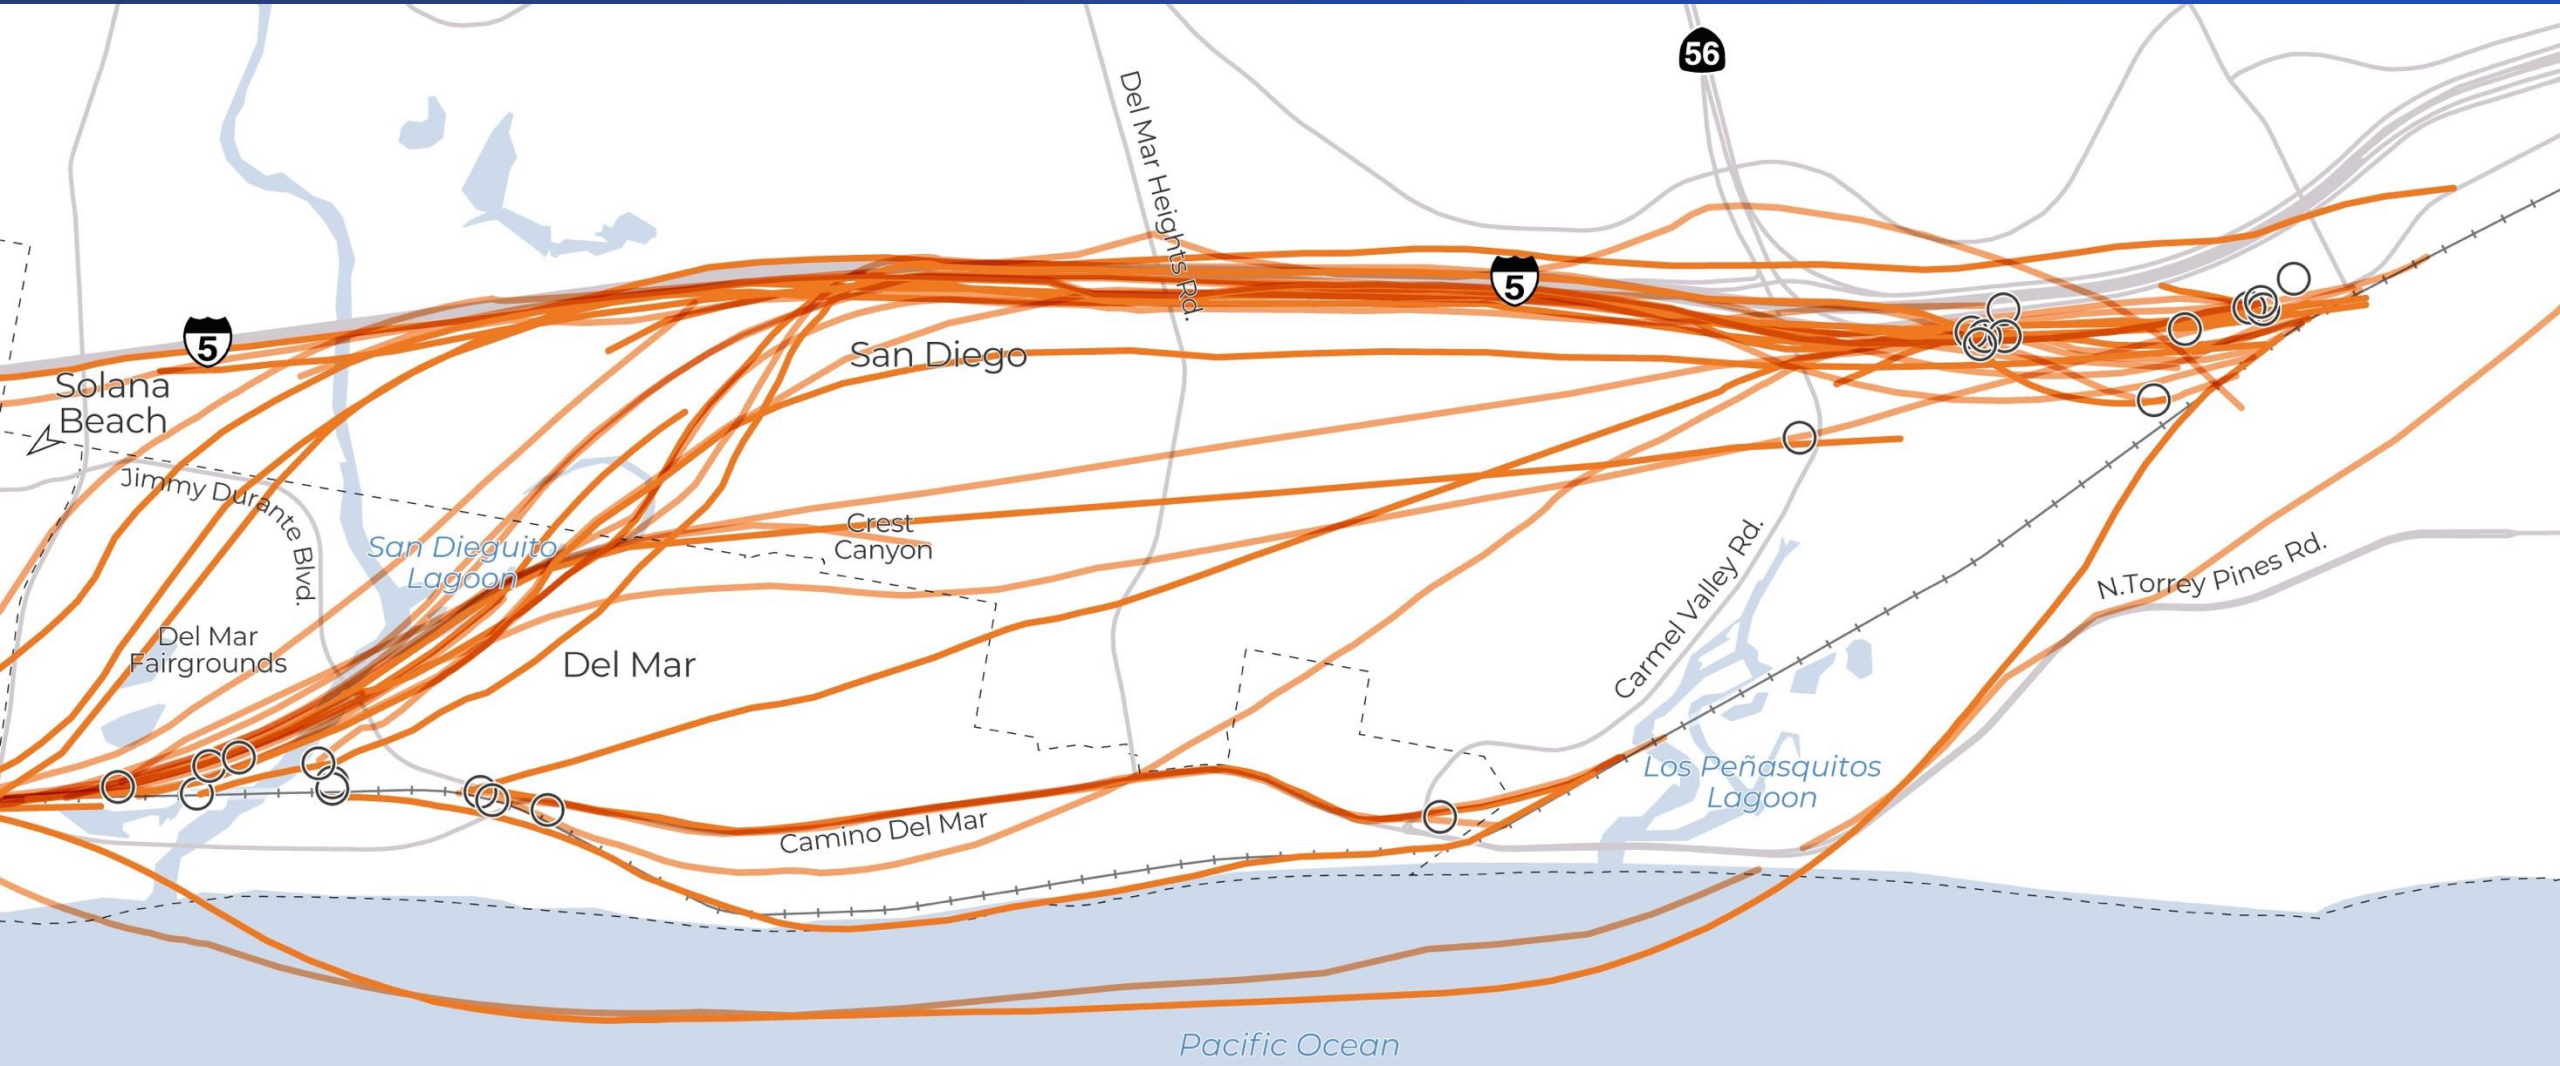 56
Del Mar Heights Rd.
5
5
Solana
Beach
San Diego
Jimmy Durante Blvd.
Crest
Canyon
San Dieguito
Lagoon
Carmel Valley Rd.
N.Torrey Pines Rd.
Del Mar
Fairgrounds
Del Mar
Los Peñasquitos
Lagoon
Camino Del Mar
Pacific Ocean